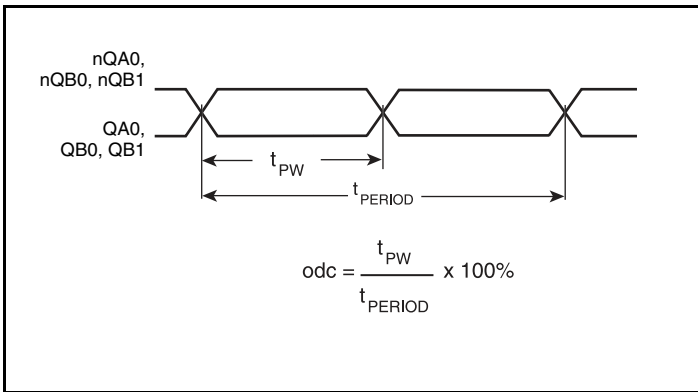 nQA0,
nQB0, nQB1
QA0,
QB0, QB1
tPW
tPERIOD
odc = tPW / tPERIOD x 100%